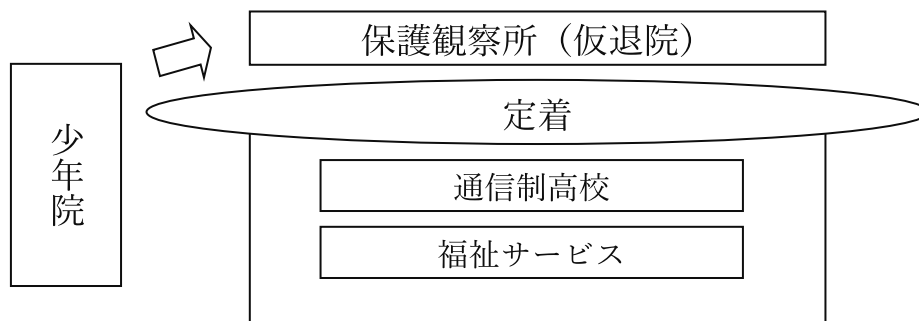 保護観察所（仮退院）
定着
少年院
通信制高校
福祉サービス